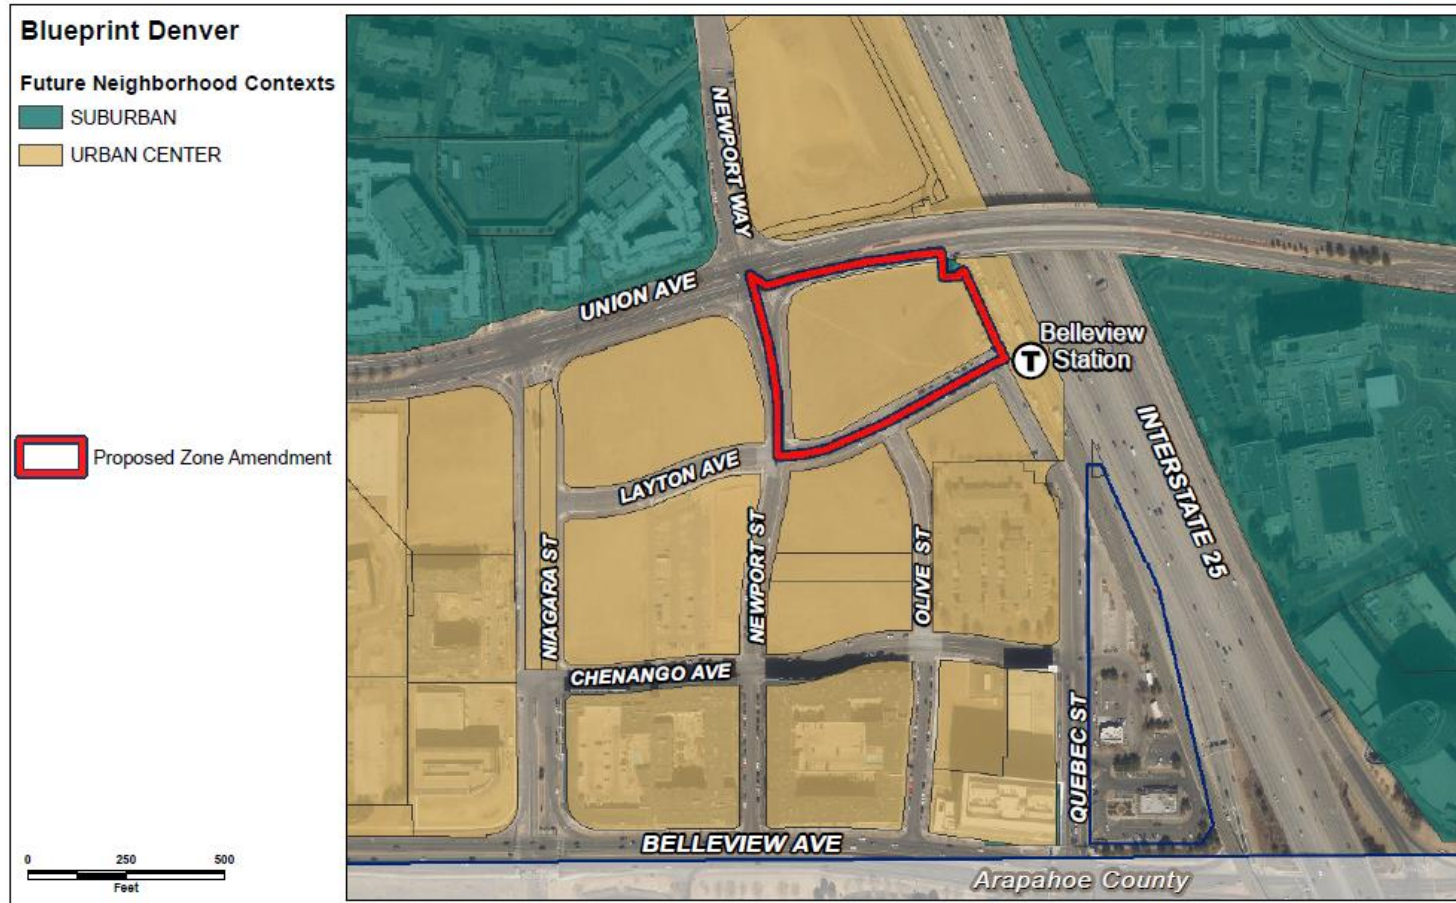 Blueprint Denver
Future Neighborhood Contexts
SUBURBAN
URBAN CENTER
Proposed Zone Amendment
0 250 500
Feet
NEWPORT WAY
UNION AVE
Belleview
Station
T
INTERSTATE 25
LAYTON AVE
NIAGARA ST
NEWPORT ST
OLIVE ST
CHENANGO AVE
QUEBEC ST
BELLEVIEW AVE
Arapahoe County